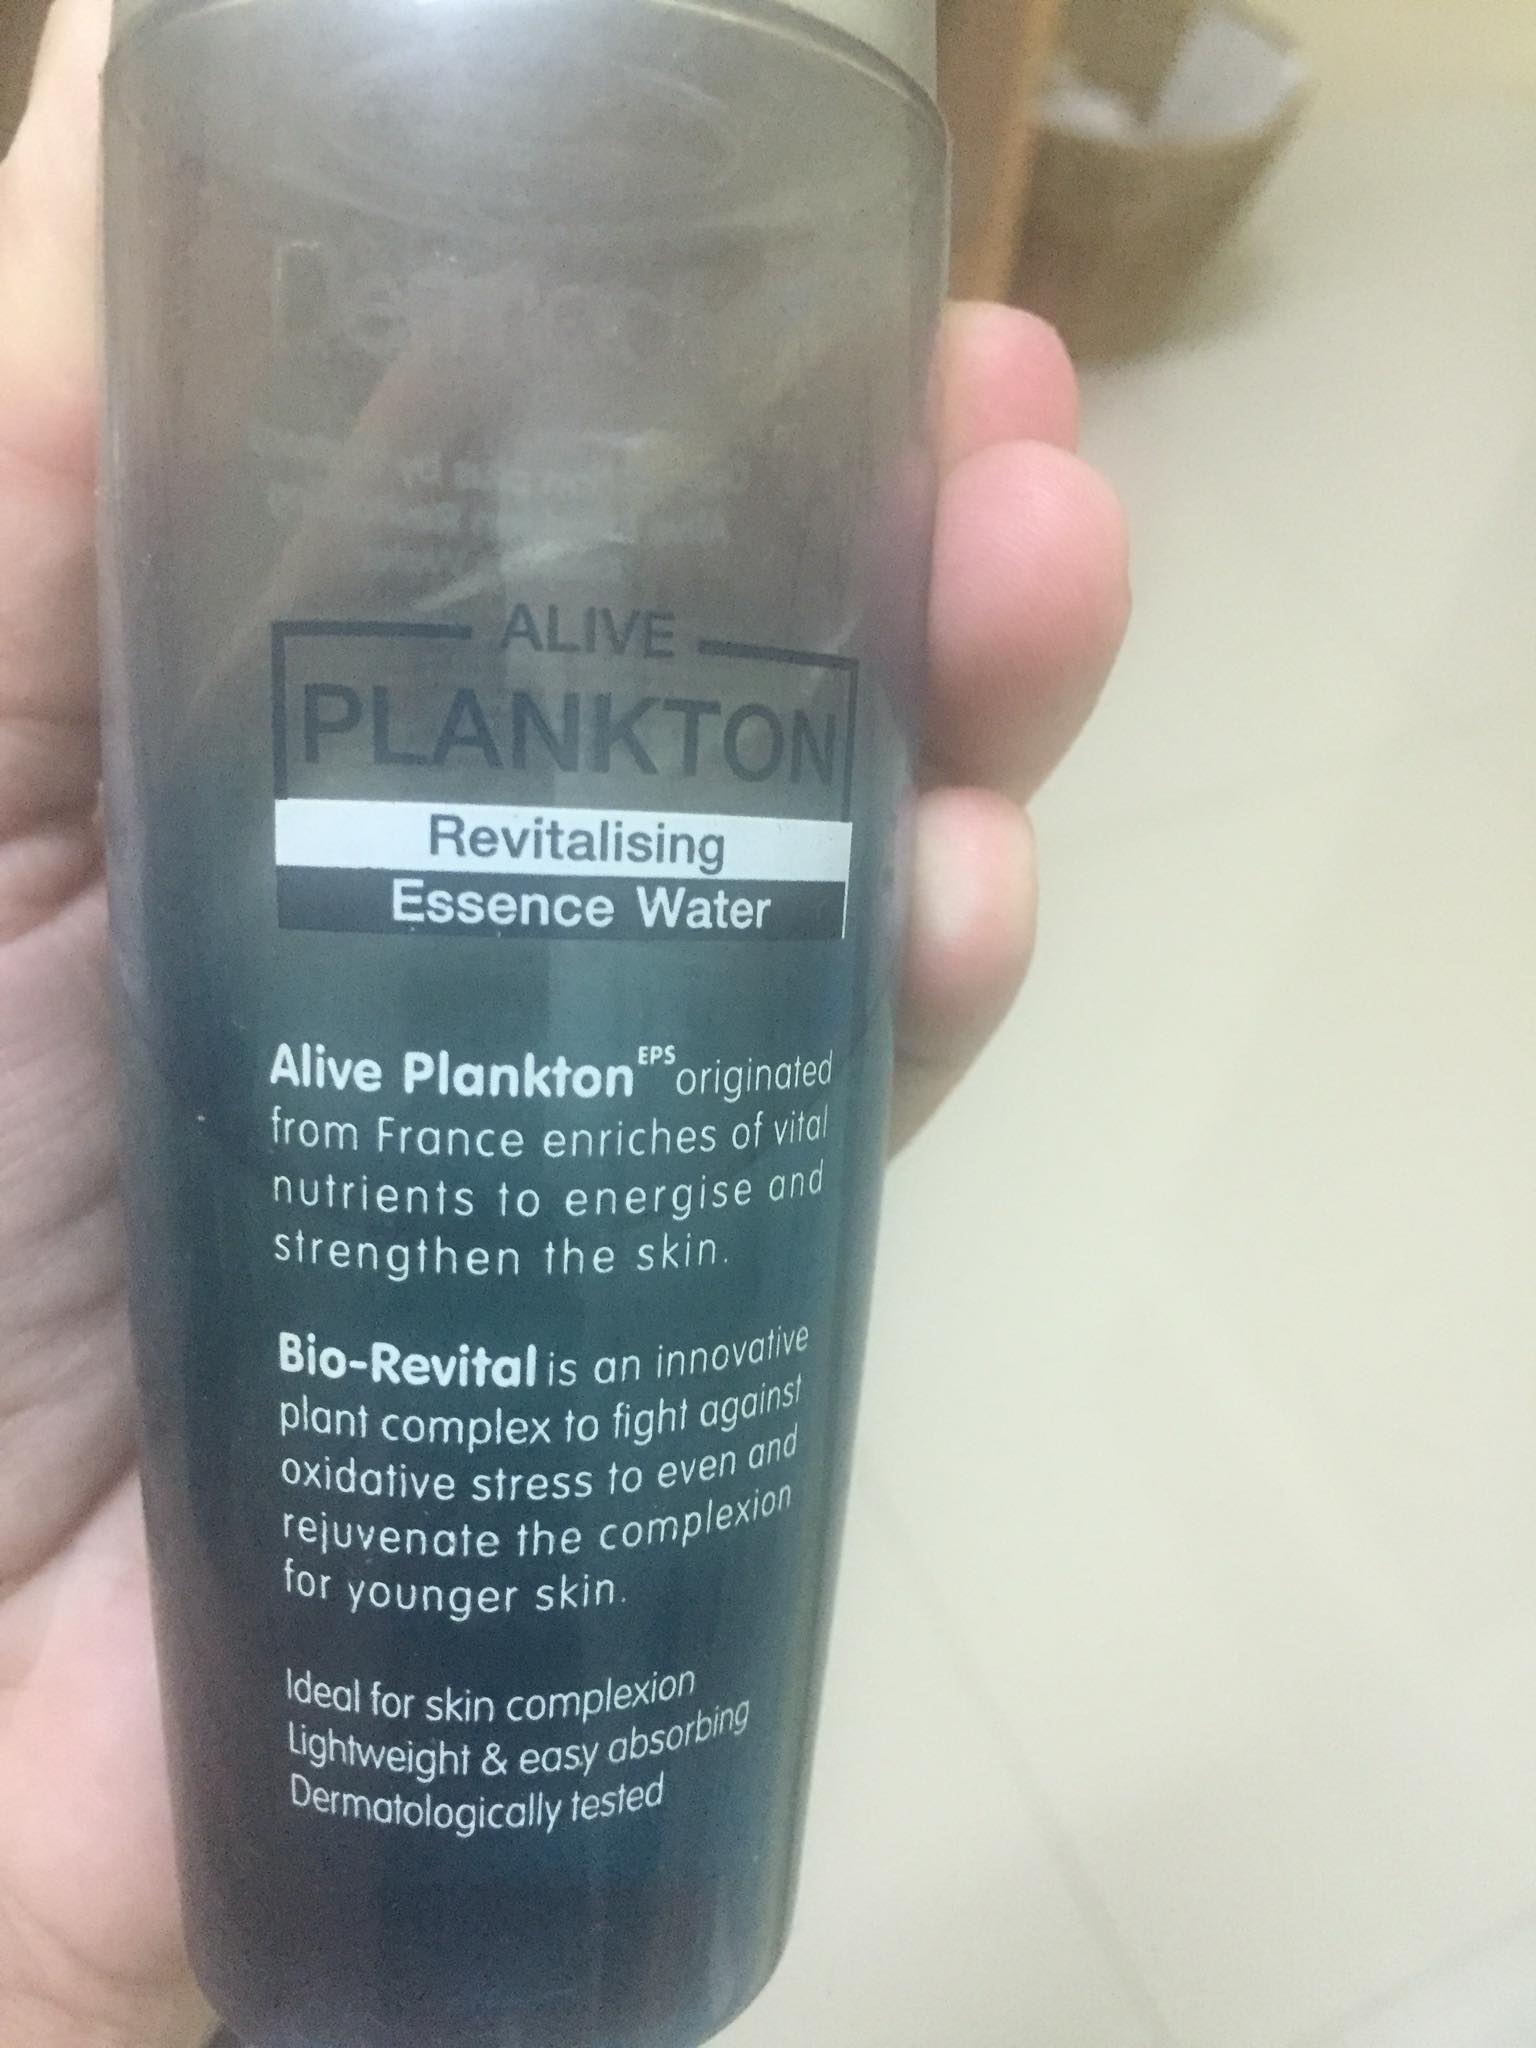 ALIVE
PLANKTON
Revitalising
Essence Water
Alive Plankton EPS originated
from France enriches of vital
nutrients to energise and
strengthen the skin.
Bio-Revital is an innovative
plant complex to fight against
oxidative stress to even and
rejuvenate the complexion
for younger skin.
Ideal for skin complexion
Lightweight & easy absorbing
Dermatologically tested